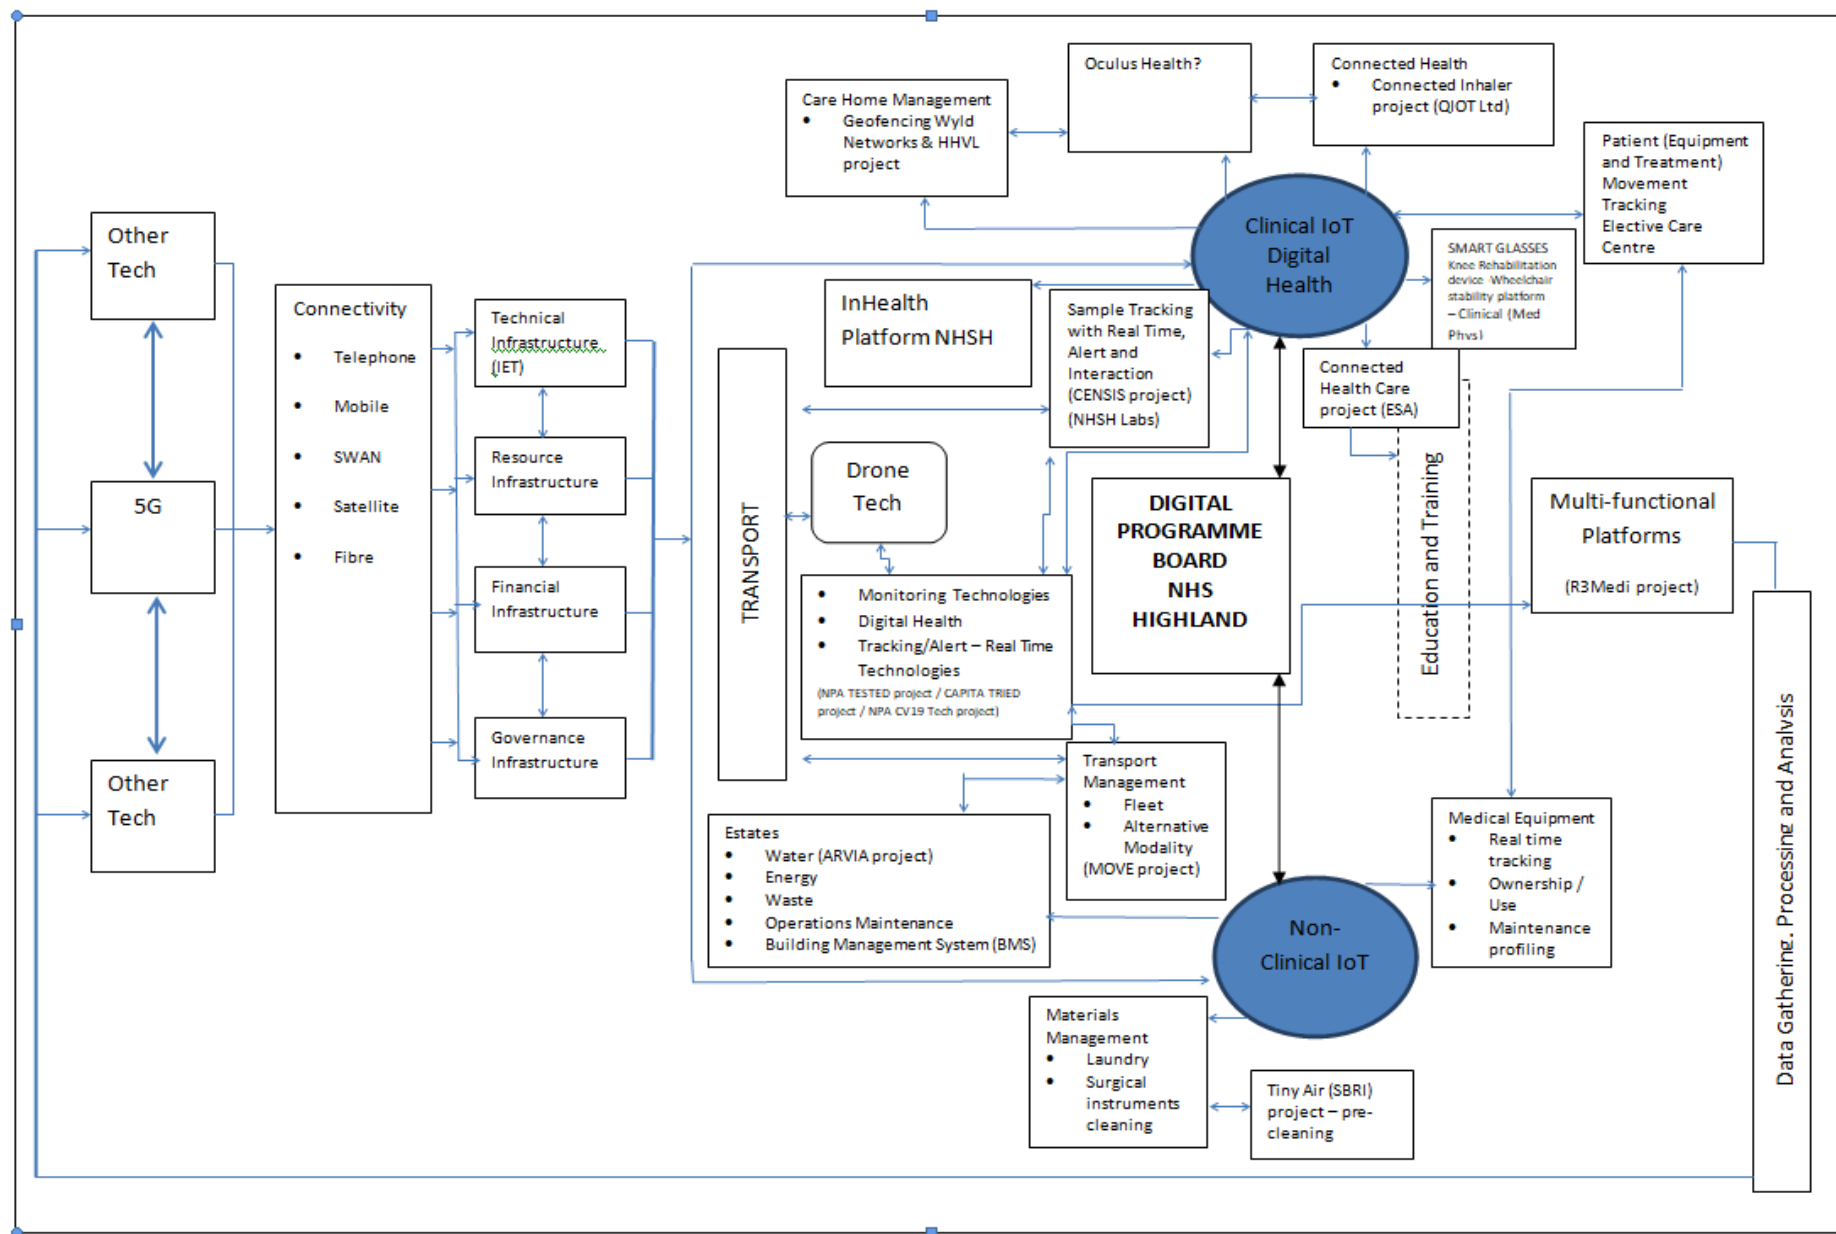 Other
Tech
5G
Other
Tech
Connectivity
• Telephone
• Mobile
• SWAN
• Satellite
• Fibre
Technical
Infrastructure
(IET)
Resource
Infrastructure
Financial
Infrastructure
Governance
Infrastructure
TRANSPORT
Care Home Management
• Geofencing Wyld
Networks & HHVL
project
Oculus Health?
Connected Health
• Connected Inhaler
project (QIOT Ltd)
Patient (Equipment
and Treatment)
Movement
Tracking
Elective Care
Centre
Clinical IoT
Digital
Health
SMART GLASSES
Knee Rehabilitation
device -Wheelchair
stability platform
– Clinical (Med
Phys)
InHealth
Platform NHSH
Sample Tracking
with Real Time,
Alert and
Interaction
(CENSIS project)
(NHSH Labs)
Connected
Health Care
project (ESA)
Education and Training
Drone
Tech
DIGITAL
PROGRAMME
BOARD
NHS
HIGHLAND
Multi-functional
Platforms
(R3Medi project)
• Monitoring Technologies
• Digital Health
• Tracking/Alert – Real Time
Technologies
(NPA TESTED project / CAPITA TRIED
project / NPA CV19 Tech project)
Transport
Management
• Fleet
• Alternative
Modality
(MOVE project)
Estates
• Water (ARVIA project)
• Energy
• Waste
• Operations Maintenance
• Building Management System (BMS)
Medical Equipment
• Real time
tracking
• Ownership /
Use
• Maintenance
profiling
Non-
Clinical IoT
Materials
Management
• Laundry
• Surgical
instruments
cleaning
Tiny Air (SBRI)
project – pre-
cleaning
Data Gathering, Processing and Analysis